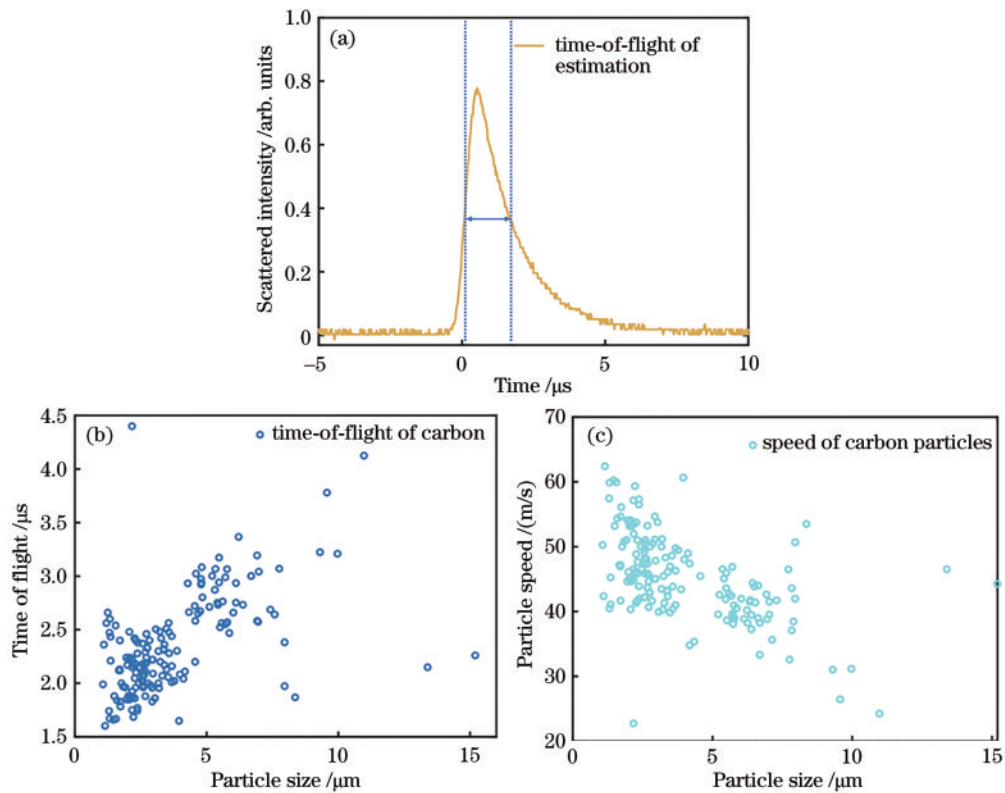 (a)
time-of-flight of
estimation
Scattered intensity /arb. units
1.0
0.8
0.6
0.4
0.2
0
−5
0
5
10
Time /μs
(b)
time-of-flight of carbon
Time of flight /μs
4.5
4.0
3.5
3.0
2.5
2.0
1.5
0
5
10
15
Particle size /μm
(c)
speed of carbon particles
Particle speed /(m/s)
70
60
50
40
30
20
0
5
10
15
Particle size /μm